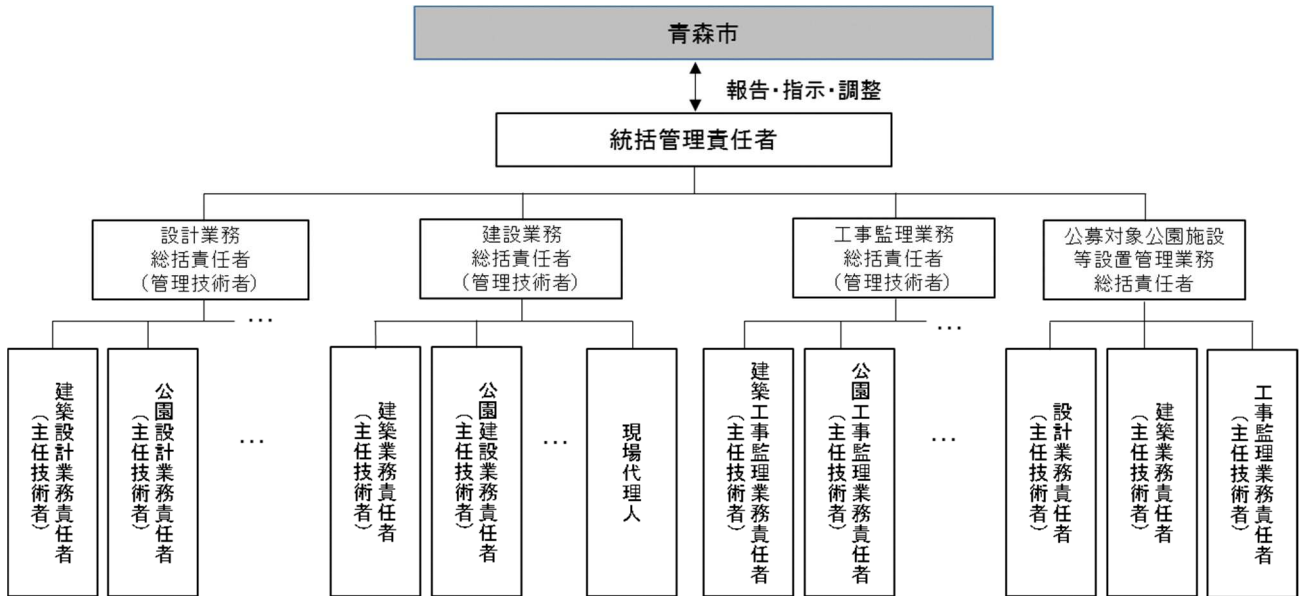 青森市
報告・指示・調整
統括管理責任者
設計業務
総括責任者
（管理技術者）
建設業務
総括責任者
（管理技術者）
工事監理業務
総括責任者
（管理技術者）
公募対象公園施設
等設置管理業務
総括責任者
…
…
建築設計業務責任者
（主任技術者）
公園設計業務責任者
（主任技術者）
…
建築業務責任者
（主任技術者）
公園建設業務責任者
（主任技術者）
…
現場代理人
建築工事監理業務責任者
（主任技術者）
公園工事監理業務責任者
（主任技術者）
…
設計業務責任者
（主任技術者）
建築業務責任者
（主任技術者）
工事監理業務責任者
（主任技術者）